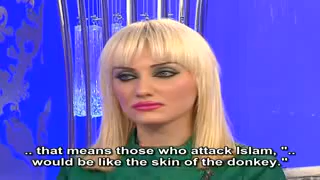 .. that means those who attack Islam, "..
would be like the skin of the donkey."